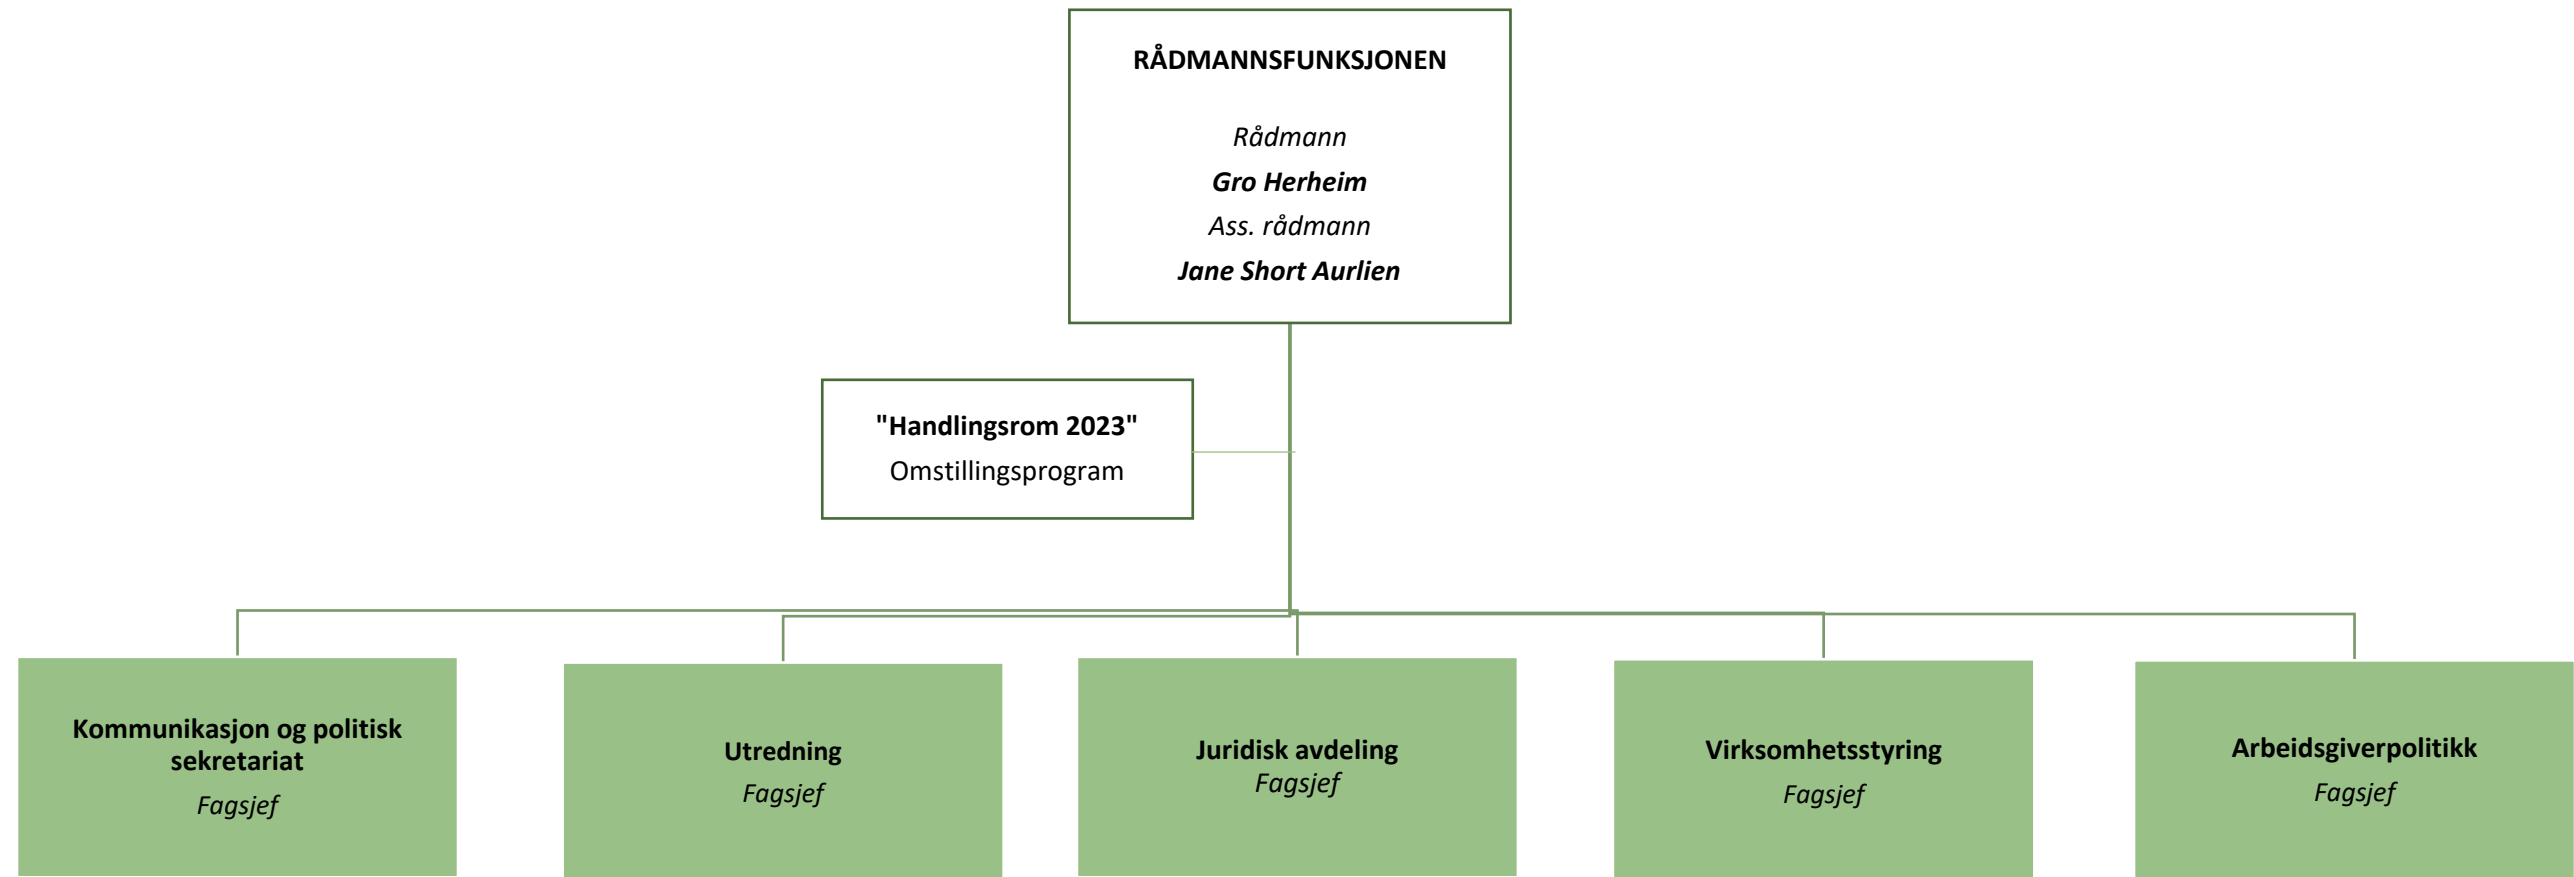 RÅDMANNSFUNKSJONEN
Rådmann
Gro Herheim
Ass. rådmann
Jane Short Aurlien
"Handlingsrom 2023"
Omstillingsprogram
Kommunikasjon og politisk
sekretariat
Fagsjef
Utredning
Fagsjef
Juridisk avdeling
Fagsjef
Virksomhetsstyring
Fagsjef
Arbeidsgiverpolitikk
Fagsjef